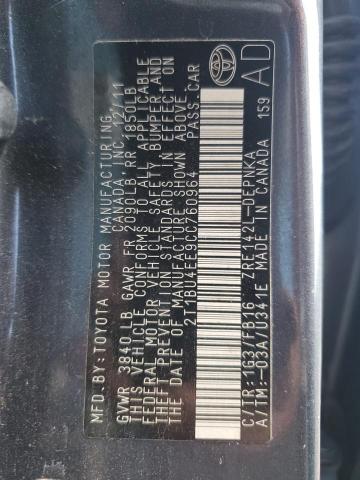 MFD.BY:TOYOTA MOTOR MANUFACTURING
CANADA, INC. 12/11
GVWR 3840LB GAWR FR 2090LB RR 1850LB
THIS VEHICLE CONFORMS TO ALL APPLICABLE
FEDERAL MOTOR VEHICLE SAFETY, BUMPER, AND
THEFT PREVENTION STANDARDS IN EFFECT ON
THE DATE OF MANUFACTURE SHOWN ABOVE.
2T1BU4EE9CC760964 PASS.CAR
C/TR:1G3/FB16 ZRE142L-DEPNKA
A/TM:-03A/U341E MADE IN CANADA 1S9
AD